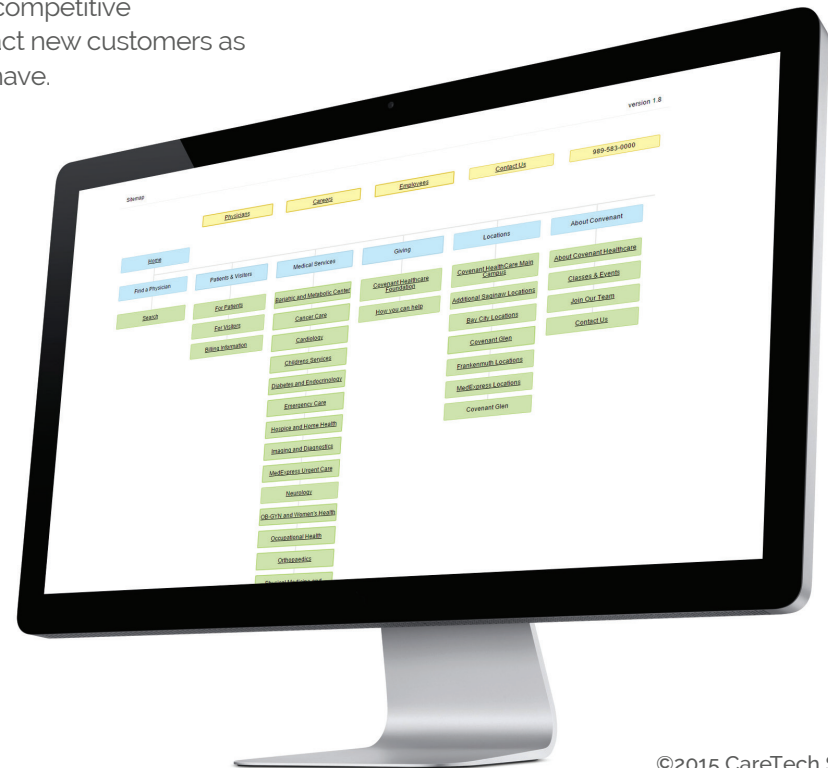 competitive
act new customers as
have.
version 1.8
Sitemap
Physicians
Careers
Employees
Contact Us
989-583-0000
Home
Find a Physician
Search
Patients & Visitors
For Patients
For Visitors
Billing Information
Medical Services
Bariatric and Metabolic Center
Cancer Care
Cardiology
Childrens Services
Diabetes and Endocrinology
Emergency Care
Hospice and Home Health
Imaging and Diagnostics
MedExpress Urgent Care
Neurology
OB-GYN and Women's Health
Occupational Health
Orthopaedics
Giving
Covenant Healthcare
Foundation
How you can help
Locations
Covenant HealthCare Main
Campus
Additional Saginaw Locations
Bay City Locations
Covenant Glen
Frankenmuth Locations
MedExpress Locations
Covenant Glen
About Convenant
About Covenant Healthcare
Classes & Events
Join Our Team
Contact Us
©2015 CareTech